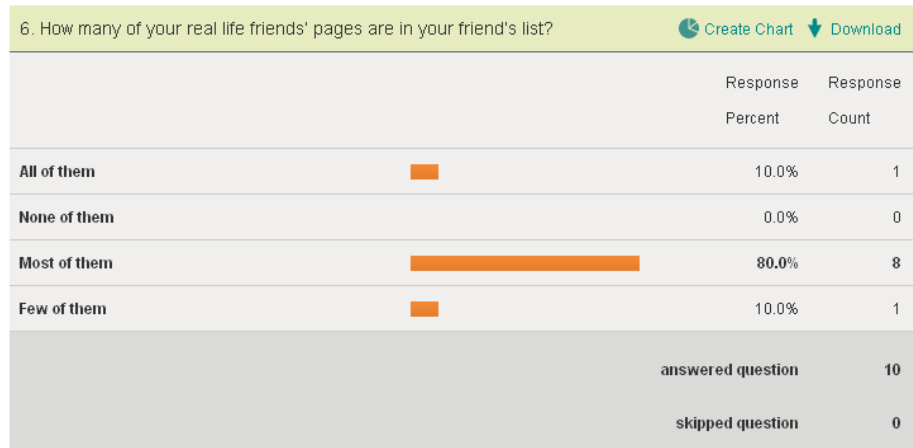 6. How many of your real life friends' pages are in your friend's list? Create Chart Download
Response Response
Percent Count
All of them 10.0% 1
None of them 0.0% 0
Most of them 80.0% 8
Few of them 10.0% 1
answered question 10
skipped question 0